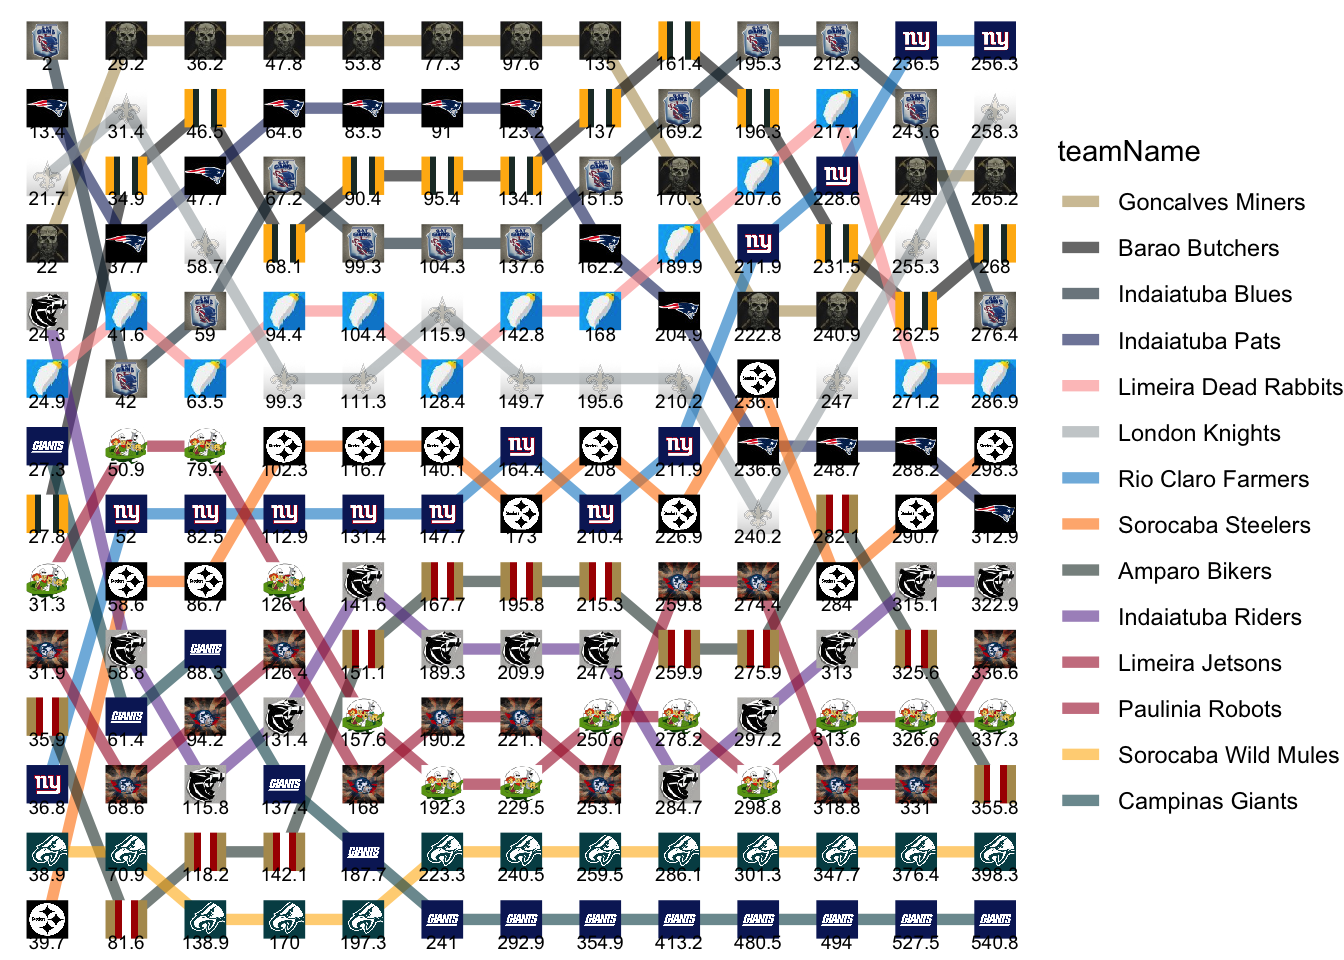 2 29.2 36.2 47.8 53.8 77.3 97.6 135 161.4 195.3 212.3 236.5 256.3
13.4 31.4 46.5 64.6 83.5 91 123.2 137 169.2 196.3 217.1 243.6 258.3
21.7 34.9 47.7 67.2 90.4 95.4 134.1 151.5 170.3 207.6 228.6 249 265.2
22 37.7 58.7 68.1 99.3 104.3 137.6 162.2 189.9 211.9 231.5 255.3 268
24.3 41.6 59 94.4 104.4 115.9 142.8 168 204.9 222.8 240.9 262.5 276.4
24.9 42 63.5 99.3 111.3 128.4 149.7 195.6 210.2 236.1 247 271.2 286.9
27.3 50.9 79.4 102.3 116.7 140.1 164.4 208 211.9 236.6 248.7 288.2 298.3
27.8 52 82.5 112.9 131.4 147.7 173 210.4 226.9 240.2 282.1 290.7 312.9
31.3 58.6 86.7 126.1 141.6 167.7 195.8 215.3 259.8 274.4 284 315.1 322.9
31.9 58.8 88.3 126.4 151.1 189.3 209.9 247.5 259.9 275.9 313 325.6 336.6
35.9 61.4 94.2 131.4 157.6 190.2 221.1 250.6 278.2 297.2 313.6 326.6 337.3
36.8 68.6 115.8 137.4 168 192.3 229.5 253.1 284.7 298.8 318.8 331 355.8
38.9 70.9 118.2 142.1 187.7 223.3 240.5 259.5 286.1 301.3 347.7 376.4 398.3
39.7 81.6 138.9 170 197.3 241 292.9 354.9 413.2 480.5 494 527.5 540.8
teamName
Goncalves Miners
Barao Butchers
Indaiatuba Blues
Indaiatuba Pats
Limeira Dead Rabbits
London Knights
Rio Claro Farmers
Sorocaba Steelers
Amparo Bikers
Indaiatuba Riders
Limeira Jetsons
Paulinia Robots
Sorocaba Wild Mules
Campinas Giants